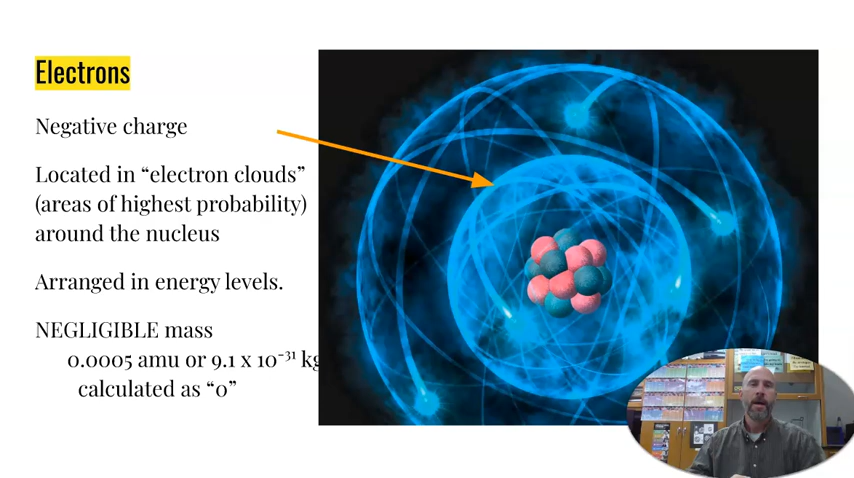 Electrons
Negative charge
Located in “electron clouds”
(areas of highest probability)
around the nucleus
Arranged in energy levels.
NEGLIGIBLE mass
0.0005 amu or 9.1 x 10⁻³¹ kg
calculated as “0”